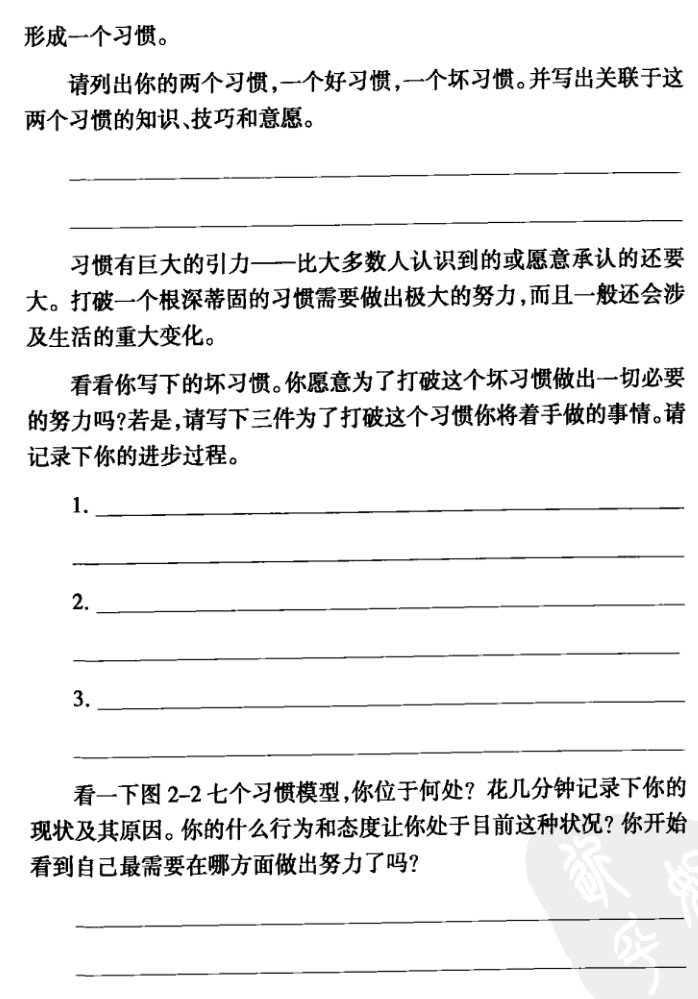 形成一个习惯。
请列出你的两个习惯,一个好习惯,一个坏习惯。并写出关联于这
两个习惯的知识、技巧和意愿。
习惯有巨大的引力——比大多数人认识到的或愿意承认的还要
大。打破一个根深蒂固的习惯需要做出极大的努力,而且一般还会涉
及生活的重大变化。
看看你写下的坏习惯。你愿意为了打破这个坏习惯做出一切必要
的努力吗?若是,请写下三件为了打破这个习惯你将着手做的事情。请
记录下你的进步过程。
1.
2.
3.
看一下图2-2七个习惯模型,你位于何处? 花几分钟记录下你的
现状及其原因。你的什么行为和态度让你处于目前这种状况? 你开始
看到自己最需要在哪方面做出努力了吗?